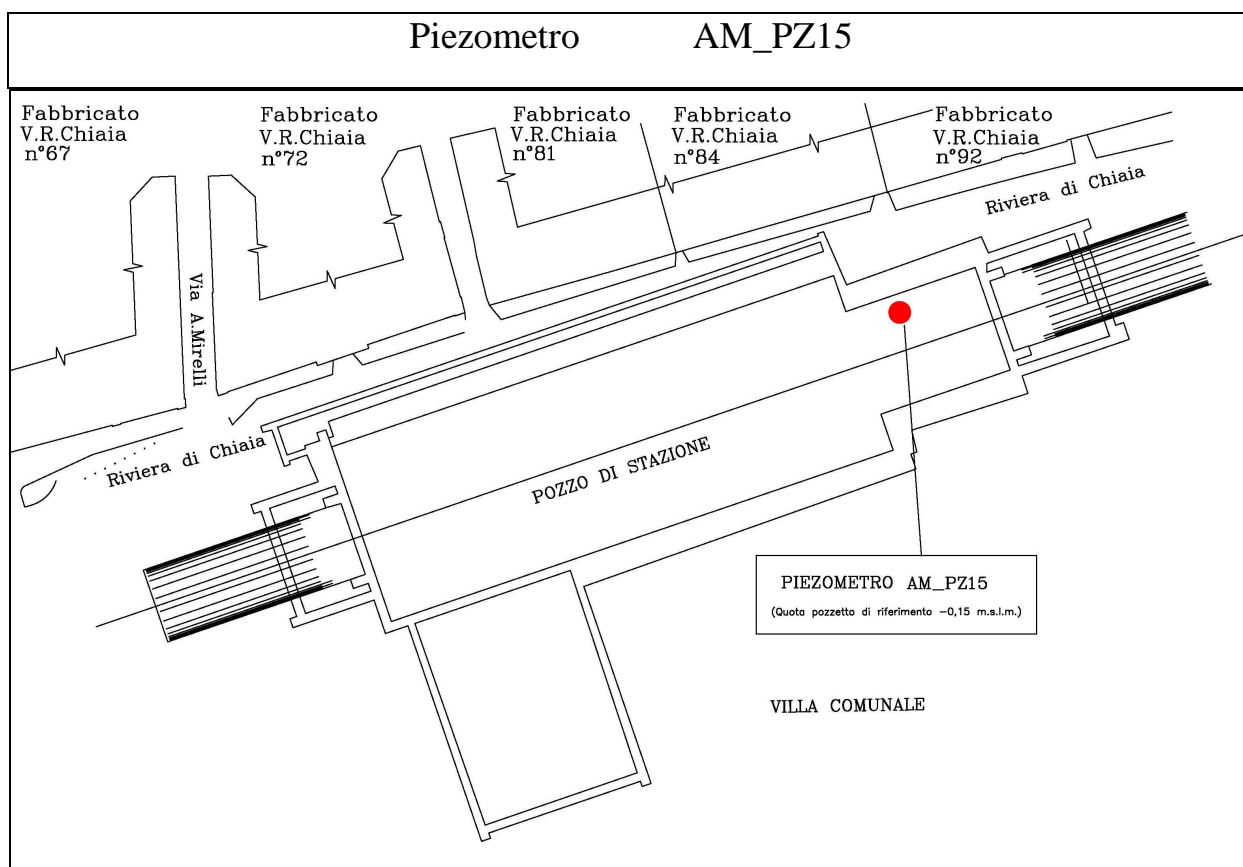 Piezometro AM_PZ15
Fabbricato
V.R.Chiaia
n°67
Fabbricato
V.R.Chiaia
n°72
Fabbricato
V.R.Chiaia
n°81
Fabbricato
V.R.Chiaia
n°84
Fabbricato
V.R.Chiaia
n°92
Riviera di Chiaia
Via A.Mirelli
Riviera di Chiaia
POZZO DI STAZIONE
PIEZOMETRO AM_PZ15
(Quota pozzetto di riferimento -0,15 m.s.l.m.)
VILLA COMUNALE